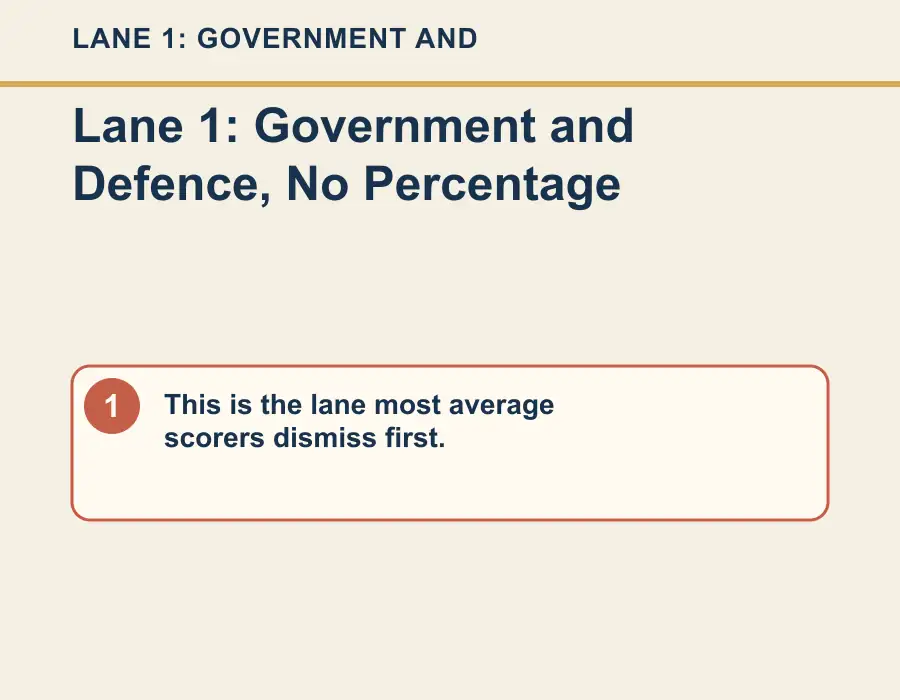 LANE 1: GOVERNMENT AND
Lane 1: Government and
Defence, No Percentage
1
This is the lane most average
scorers dismiss first.